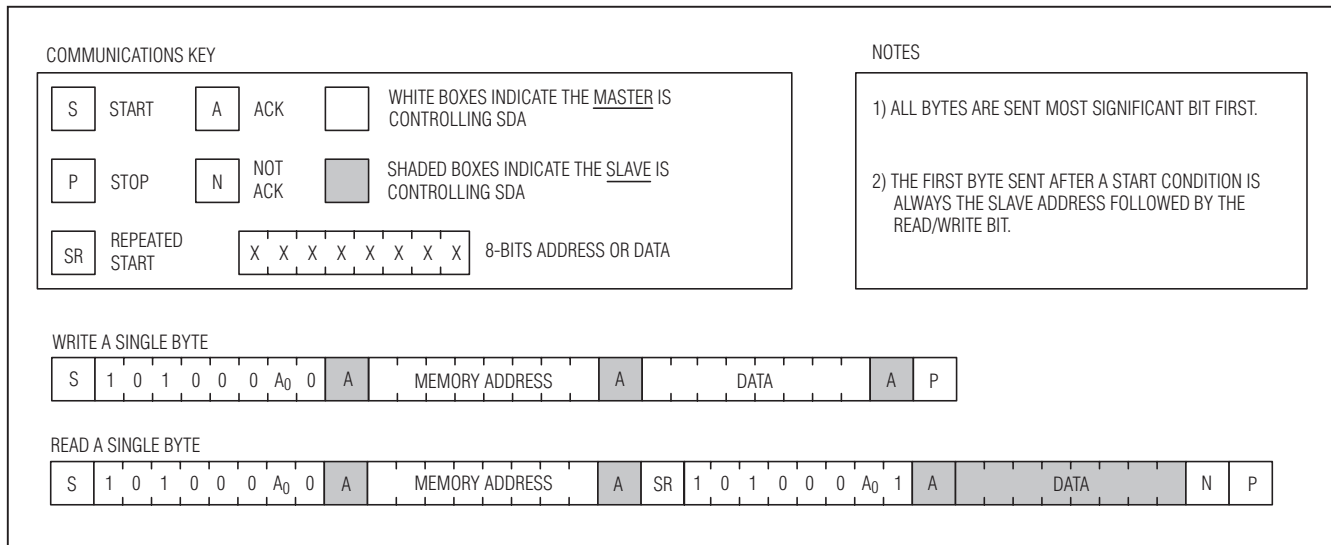 COMMUNICATIONS KEY
S START A ACK WHITE BOXES INDICATE THE MASTER IS
CONTROLLING SDA
P STOP N NOT
ACK SHADED BOXES INDICATE THE SLAVE IS
CONTROLLING SDA
SR REPEATED
START X X X X X X X X 8-BITS ADDRESS OR DATA
NOTES
1) ALL BYTES ARE SENT MOST SIGNIFICANT BIT FIRST.
2) THE FIRST BYTE SENT AFTER A START CONDITION IS
ALWAYS THE SLAVE ADDRESS FOLLOWED BY THE
READ/WRITE BIT.
WRITE A SINGLE BYTE
S 1 0 1 0 0 0 A0 0 A MEMORY ADDRESS A DATA A P
READ A SINGLE BYTE
S 1 0 1 0 0 0 A0 0 A MEMORY ADDRESS A SR 1 0 1 0 0 0 A0 1 A DATA N P